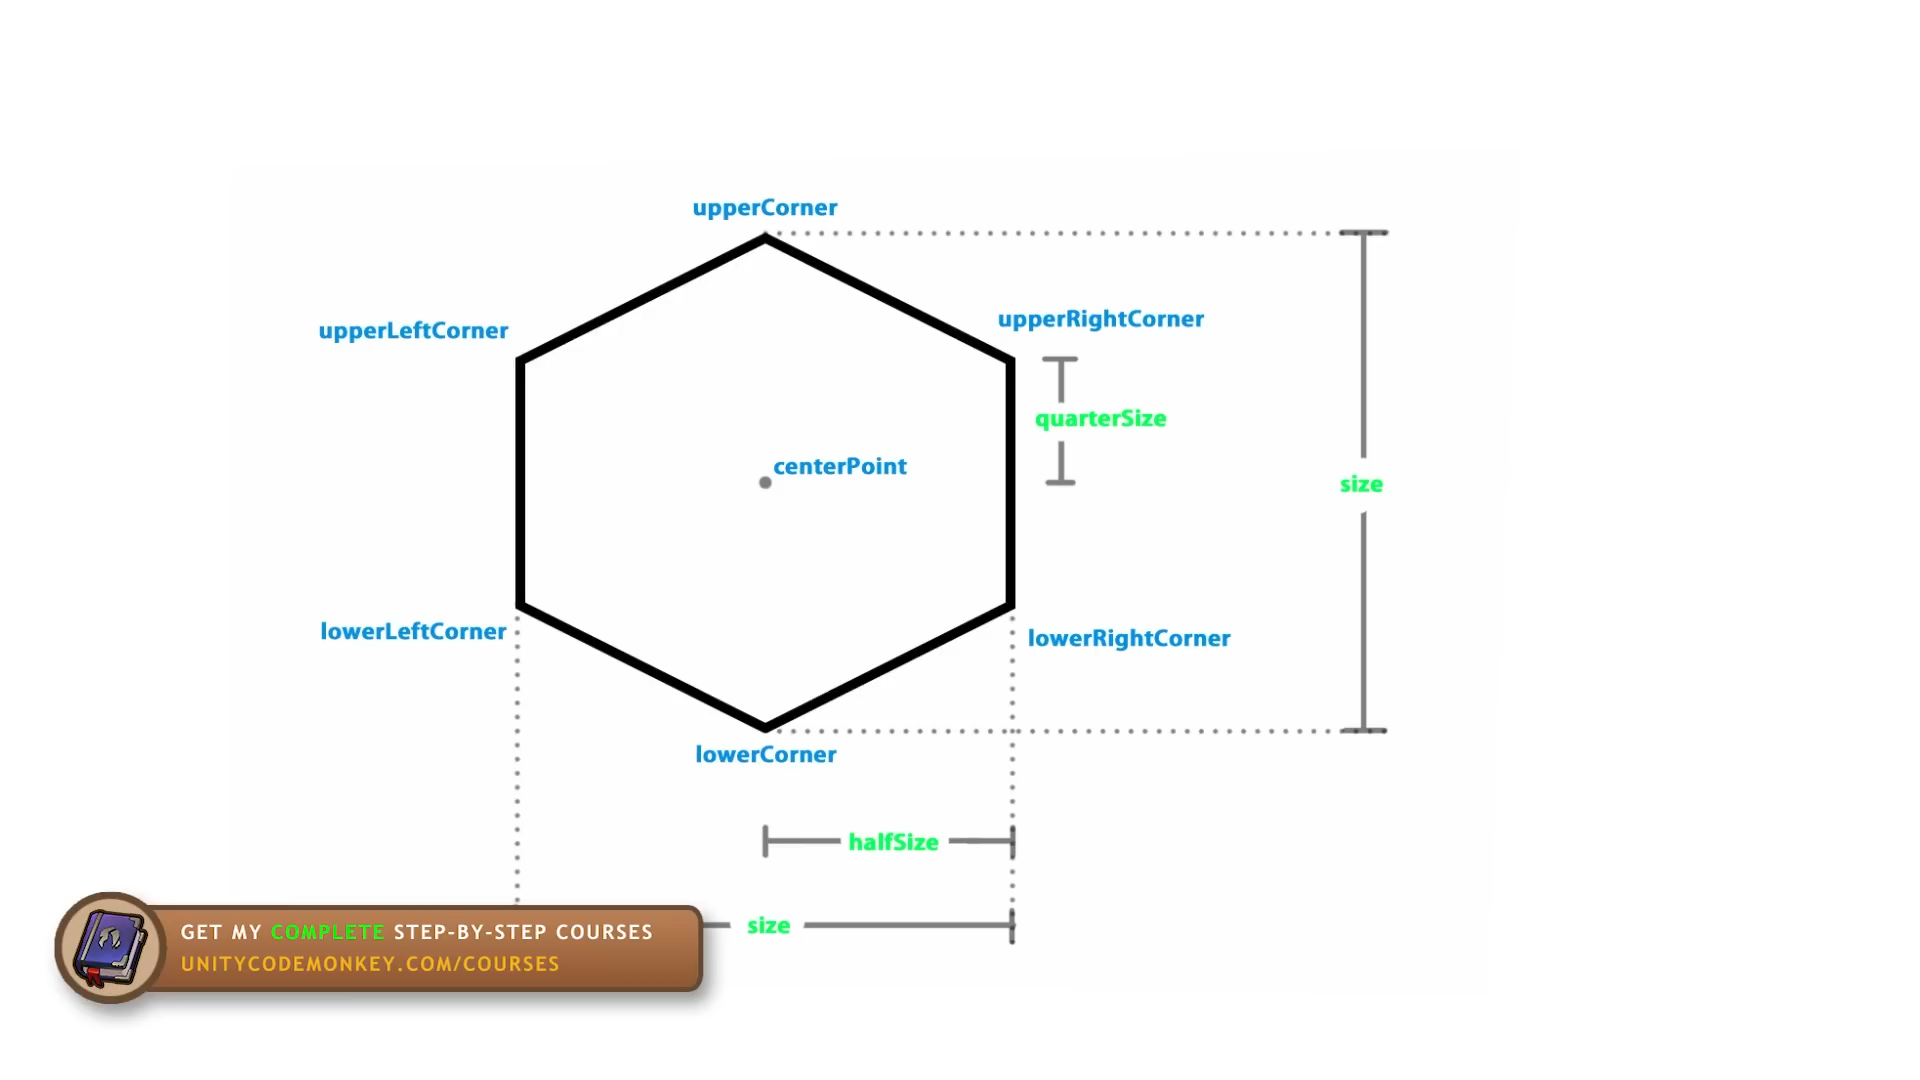 upperCorner
upperLeftCorner
upperRightCorner
quarterSize
centerPoint
size
lowerLeftCorner
lowerRightCorner
lowerCorner
halfSize
size
GET MY COMPLETE STEP-BY-STEP COURSES
UNITYCODEMONKEY.COM/COURSES